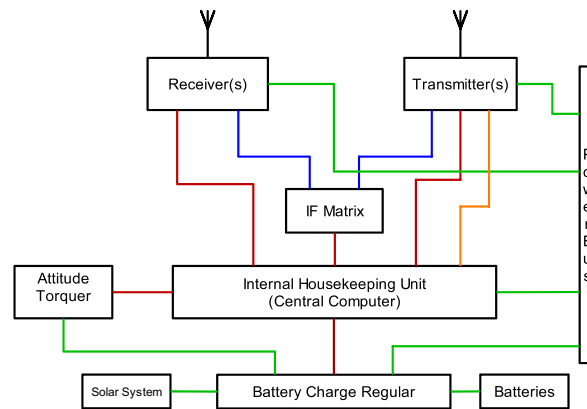 Receiver(s)
Transmitter(s)
IF Matrix
Attitude
Torquer
Internal Housekeeping Unit
(Central Computer)
Solar System
Battery Charge Regular
Batteries